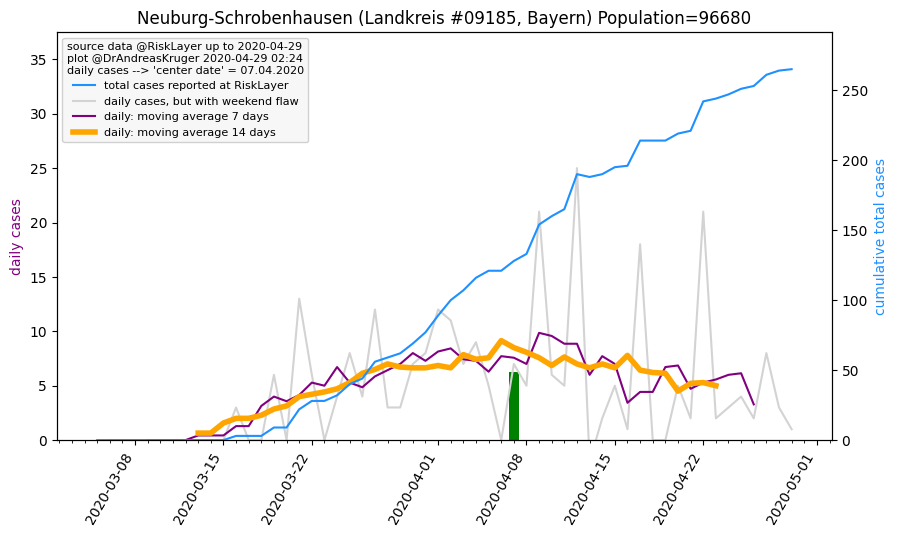 Neuburg-Schrobenhausen (Landkreis #09185, Bayern) Population=96680
source data @RiskLayer up to 2020-04-29
plot @DrAndreasKruger 2020-04-29 02:24
daily cases --> 'center date' = 07.04.2020
total cases reported at RiskLayer
daily cases, but with weekend flaw
daily: moving average 7 days
daily: moving average 14 days
daily cases
35
30
25
20
15
10
5
0
cumulative total cases
250
200
150
100
50
0
2020-03-08
2020-03-15
2020-03-22
2020-04-01
2020-04-08
2020-04-15
2020-04-22
2020-05-01